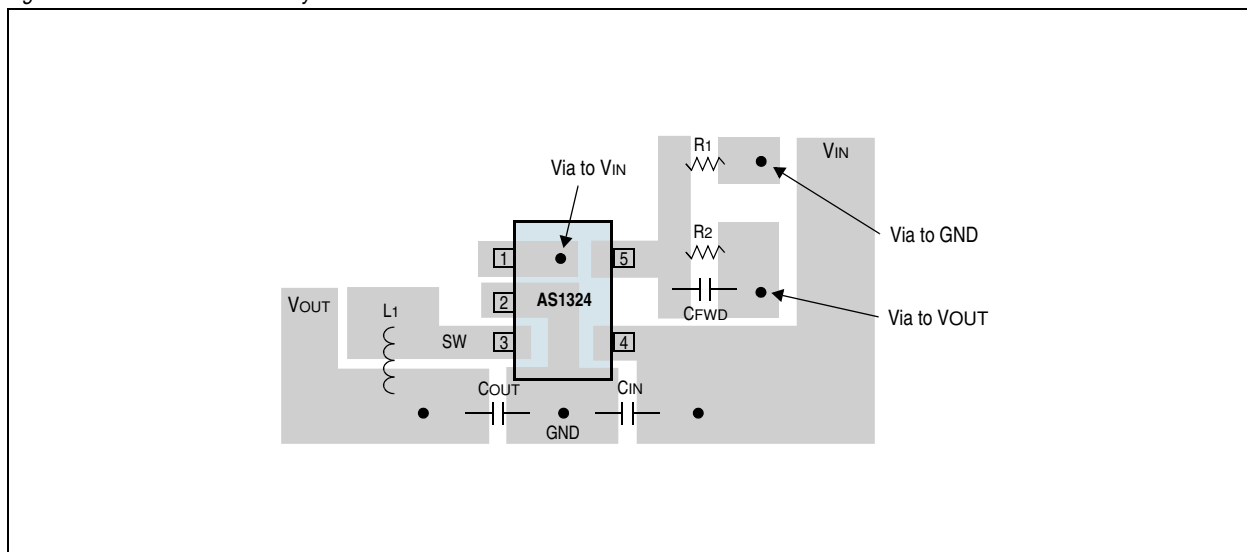 R1
VIN
Via to VIN
Via to GND
R2
1
5
AS1324
2
VOUT
L1
CFWD
Via to VOUT
SW
3
4
COUT
CIN
GND